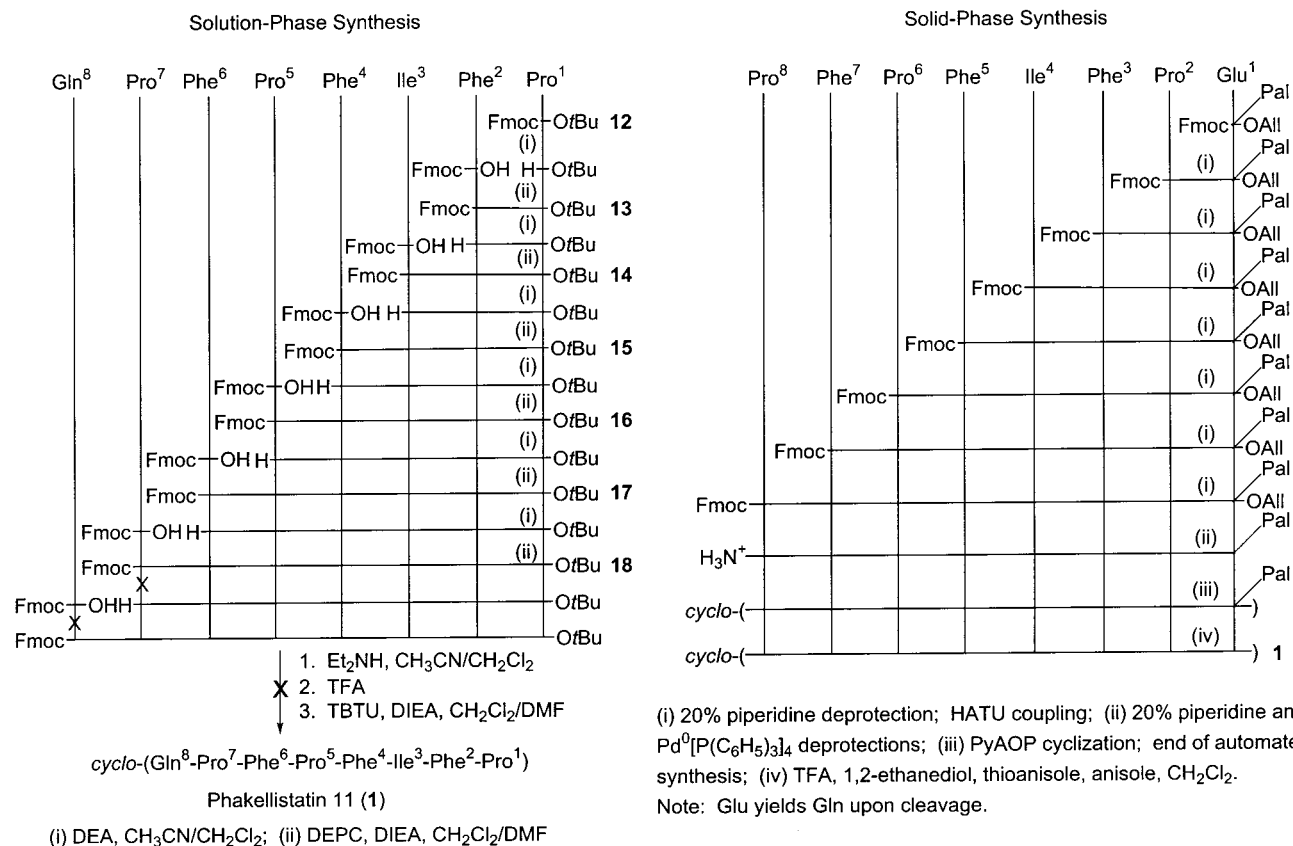 Solution-Phase Synthesis
Gln⁸ Pro⁷ Phe⁶ Pro⁵ Phe⁴ Ile³ Phe² Pro¹
Fmoc OtBu 12
(i)
Fmoc OH H OtBu
(ii)
Fmoc OtBu 13
(i)
Fmoc OH H OtBu
(ii)
Fmoc OtBu 14
(i)
Fmoc OH H OtBu
(ii)
Fmoc OtBu 15
(i)
Fmoc OH H OtBu
(ii)
Fmoc OtBu 16
(i)
Fmoc OH H OtBu
(ii)
Fmoc OtBu 17
(i)
Fmoc OH H OtBu
(ii)
Fmoc OtBu 18
X
Fmoc OHH OtBu
X
Fmoc OtBu
1. Et₂NH, CH₃CN/CH₂Cl₂
X 2. TFA
3. TBTU, DIEA, CH₂Cl₂/DMF
cyclo-(Gln⁸-Pro⁷-Phe⁶-Pro⁵-Phe⁴-Ile³-Phe²-Pro¹)
Phakellistatin 11 (1)
(i) DEA, CH₃CN/CH₂Cl₂; (ii) DEPC, DIEA, CH₂Cl₂/DMF
Solid-Phase Synthesis
Pro⁸ Phe⁷ Pro⁶ Phe⁵ Ile⁴ Phe³ Pro² Glu¹
Pal
Fmoc OAll
(i) Pal
Fmoc OAll
(i) Pal
Fmoc OAll
(i) Pal
Fmoc OAll
(i) Pal
Fmoc OAll
(i) Pal
Fmoc OAll
(i) Pal
Fmoc OAll
(i) Pal
Fmoc OAll
(ii) Pal
H₃N⁺
(iii) Pal
cyclo-( )
(iv)
cyclo-( ) 1
(i) 20% piperidine deprotection; HATU coupling; (ii) 20% piperidine an
Pd⁰[P(C₆H₅)₃]₄ deprotections; (iii) PyAOP cyclization; end of automate
synthesis; (iv) TFA, 1,2-ethanediol, thioanisole, anisole, CH₂Cl₂.
Note: Glu yields Gln upon cleavage.